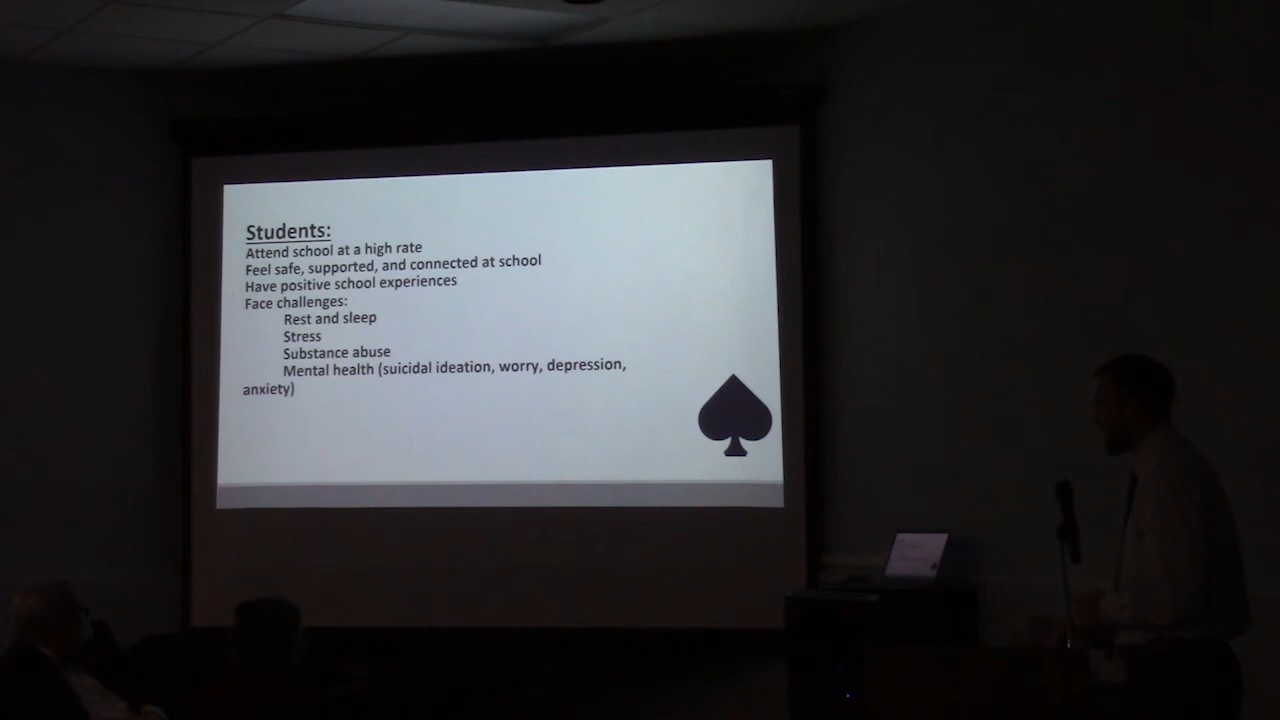 Students:
Attend school at a high rate
Feel safe, supported, and connected at school
Have positive school experiences
Face challenges:
Rest and sleep
Stress
Substance abuse
Mental health (suicidal ideation, worry, depression,
anxiety)